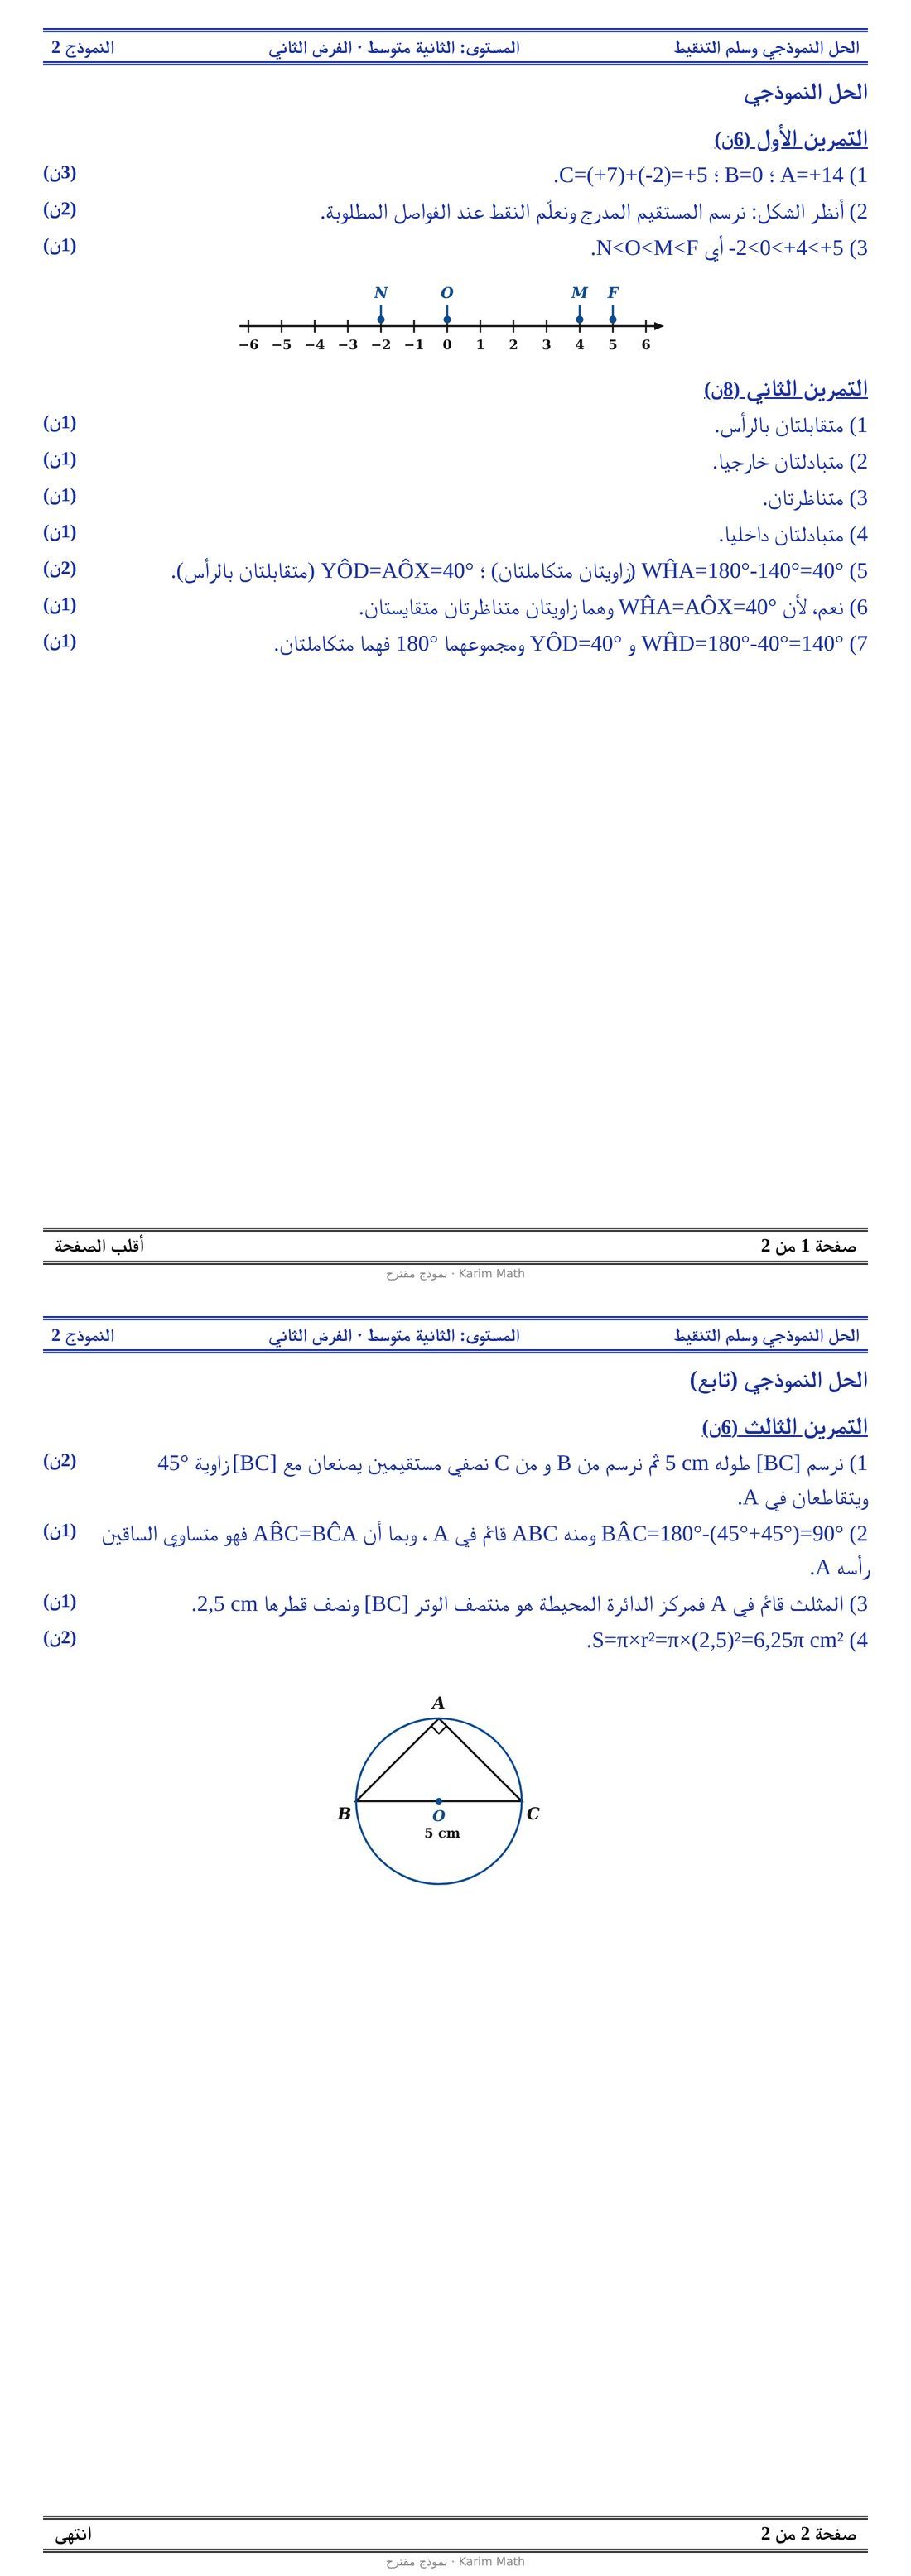 الحل النموذجي وسلم التنقيط المستوى: الثانية متوسط · الفرض الثاني النموذج 2
الحل النموذجي
التمرين الأول (6ن)
1) A=+14 ؛ B=0 ؛ C=(+7)+(-2)=+5. (3ن)
2) أنظر الشكل: نرسم المستقيم المدرج ونعلّم النقط عند الفواصل المطلوبة. (2ن)
3) -2<0<+4<+5 أي N<O<M<F. (1ن)
N O M F
−6 −5 −4 −3 −2 −1 0 1 2 3 4 5 6
التمرين الثاني (8ن)
1) متقابلتان بالرأس. (1ن)
2) متبادلتان خارجيا. (1ن)
3) متناظرتان. (1ن)
4) متبادلتان داخليا. (1ن)
5) WĤA=180°-140°=40° (زاويتان متكاملتان) ؛ YÔD=AÔX=40° (متقابلتان بالرأس). (2ن)
6) نعم، لأن WĤA=AÔX=40° وهما زاويتان متناظرتان متقايستان. (1ن)
7) WĤD=180°-40°=140° و YÔD=40° ومجموعهما 180° فهما متكاملتان. (1ن)
صفحة 1 من 2 أقلب الصفحة
Karim Math · نموذج مقترح
الحل النموذجي وسلم التنقيط المستوى: الثانية متوسط · الفرض الثاني النموذج 2
الحل النموذجي (تابع)
التمرين الثالث (6ن)
1) نرسم [BC] طوله 5 cm ثم نرسم من B و من C نصفي مستقيمين يصنعان مع [BC] زاوية 45° (2ن)
ويتقاطعان في A.
2) BÂC=180°-(45°+45°)=90° ومنه ABC قائم في A ، وبما أن AB̂C=BĈA فهو متساوي الساقين (1ن)
رأسه A.
3) المثلث قائم في A فمركز الدائرة المحيطة هو منتصف الوتر [BC] ونصف قطرها 2,5 cm. (1ن)
4) S=π×r²=π×(2,5)²=6,25π cm². (2ن)
A
B O C
5 cm
صفحة 2 من 2 انتهى
Karim Math · نموذج مقترح